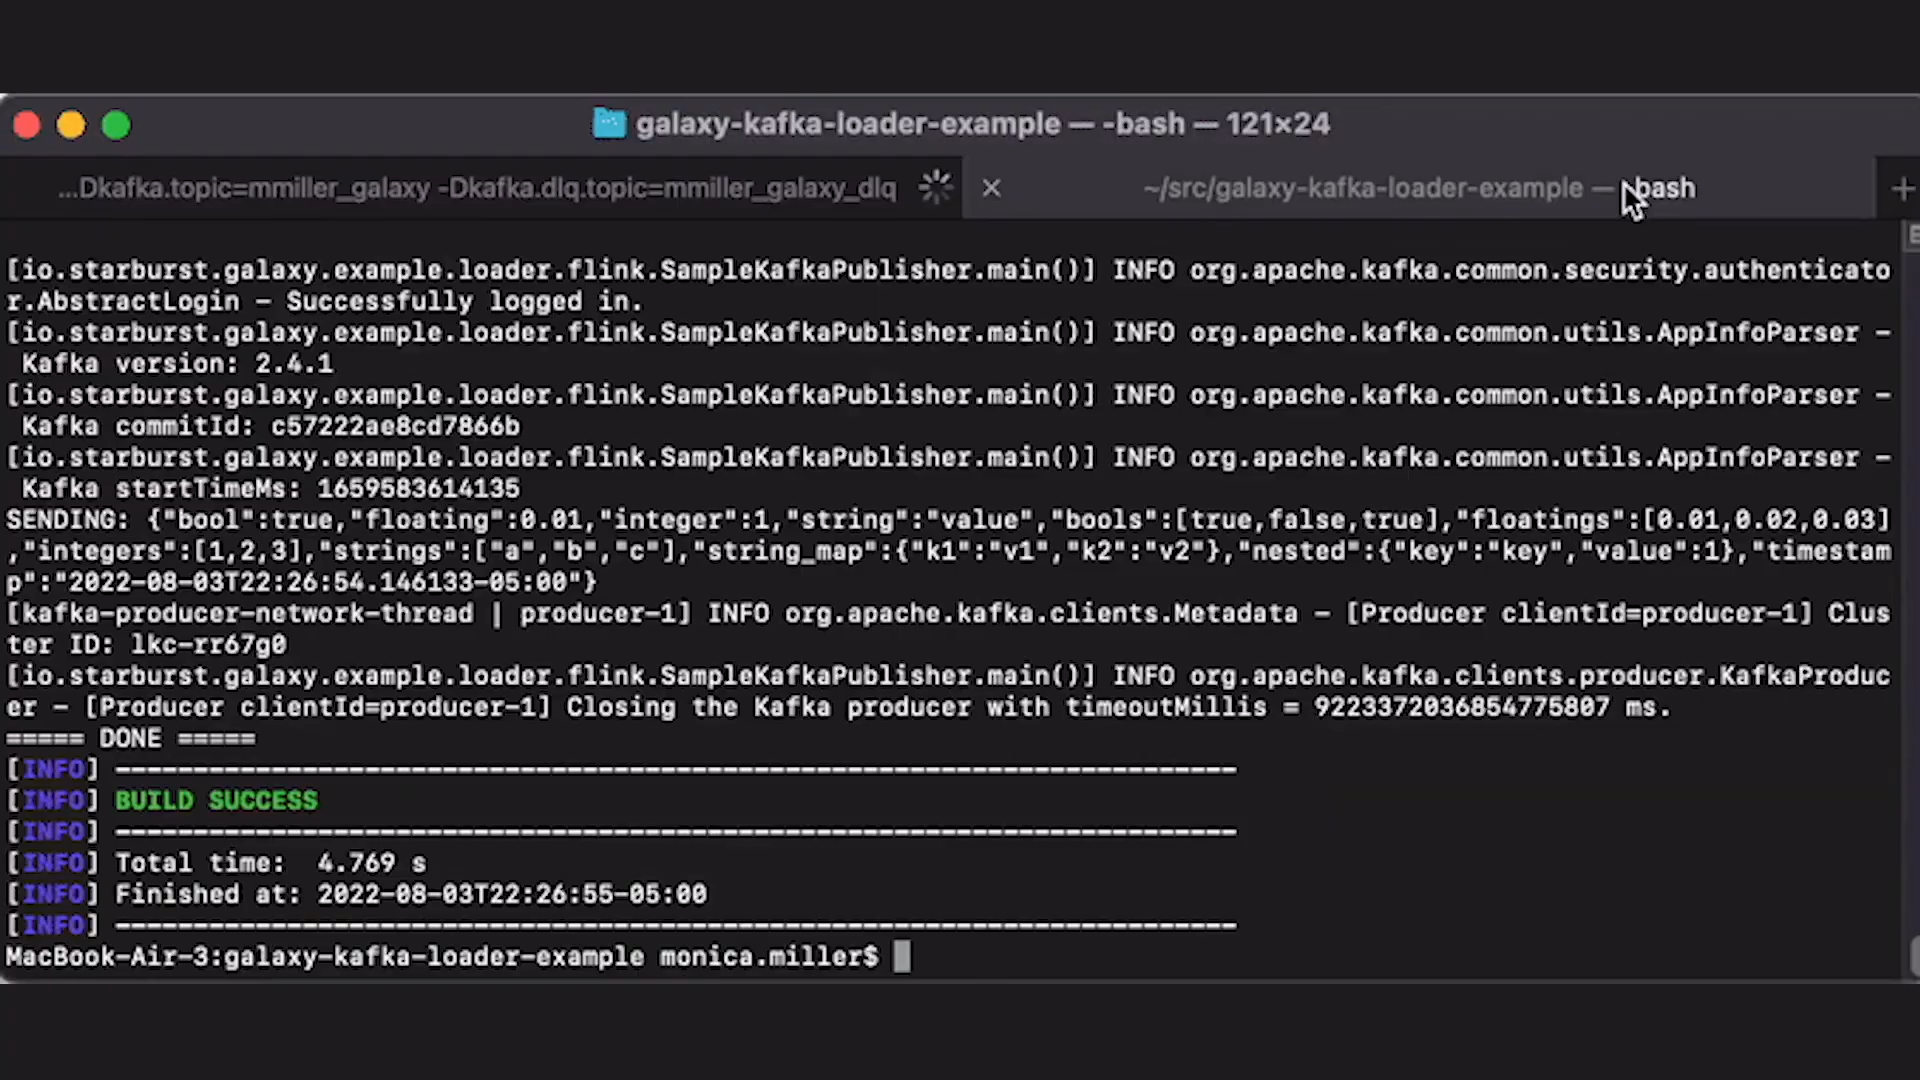 galaxy-kafka-loader-example — -bash — 121×24
...Dkafka.topic=mmiller_galaxy -Dkafka.dlq.topic=mmiller_galaxy_dlq
~/src/galaxy-kafka-loader-example — -bash
[io.starburst.galaxy.example.loader.flink.SampleKafkaPublisher.main()] INFO org.apache.kafka.common.security.authenticato
r.AbstractLogin - Successfully logged in.
[io.starburst.galaxy.example.loader.flink.SampleKafkaPublisher.main()] INFO org.apache.kafka.common.utils.AppInfoParser -
 Kafka version: 2.4.1
[io.starburst.galaxy.example.loader.flink.SampleKafkaPublisher.main()] INFO org.apache.kafka.common.utils.AppInfoParser -
 Kafka commitId: c57222ae8cd7866b
[io.starburst.galaxy.example.loader.flink.SampleKafkaPublisher.main()] INFO org.apache.kafka.common.utils.AppInfoParser -
 Kafka startTimeMs: 1659583614135
SENDING: {"bool":true,"floating":0.01,"integer":1,"string":"value","bools":[true,false,true],"floatings":[0.01,0.02,0.03]
,"integers":[1,2,3],"strings":["a","b","c"],"string_map":{"k1":"v1","k2":"v2"},"nested":{"key":"key","value":1},"timestam
p":"2022-08-03T22:26:54.146133-05:00"}
[kafka-producer-network-thread | producer-1] INFO org.apache.kafka.clients.Metadata - [Producer clientId=producer-1] Clus
ter ID: lkc-rr67g0
[io.starburst.galaxy.example.loader.flink.SampleKafkaPublisher.main()] INFO org.apache.kafka.clients.producer.KafkaProduc
er - [Producer clientId=producer-1] Closing the Kafka producer with timeoutMillis = 9223372036854775807 ms.
===== DONE =====
[INFO] ------------------------------------------------------------------------
[INFO] BUILD SUCCESS
[INFO] ------------------------------------------------------------------------
[INFO] Total time:  4.769 s
[INFO] Finished at: 2022-08-03T22:26:55-05:00
[INFO] ------------------------------------------------------------------------
MacBook-Air-3:galaxy-kafka-loader-example monica.miller$